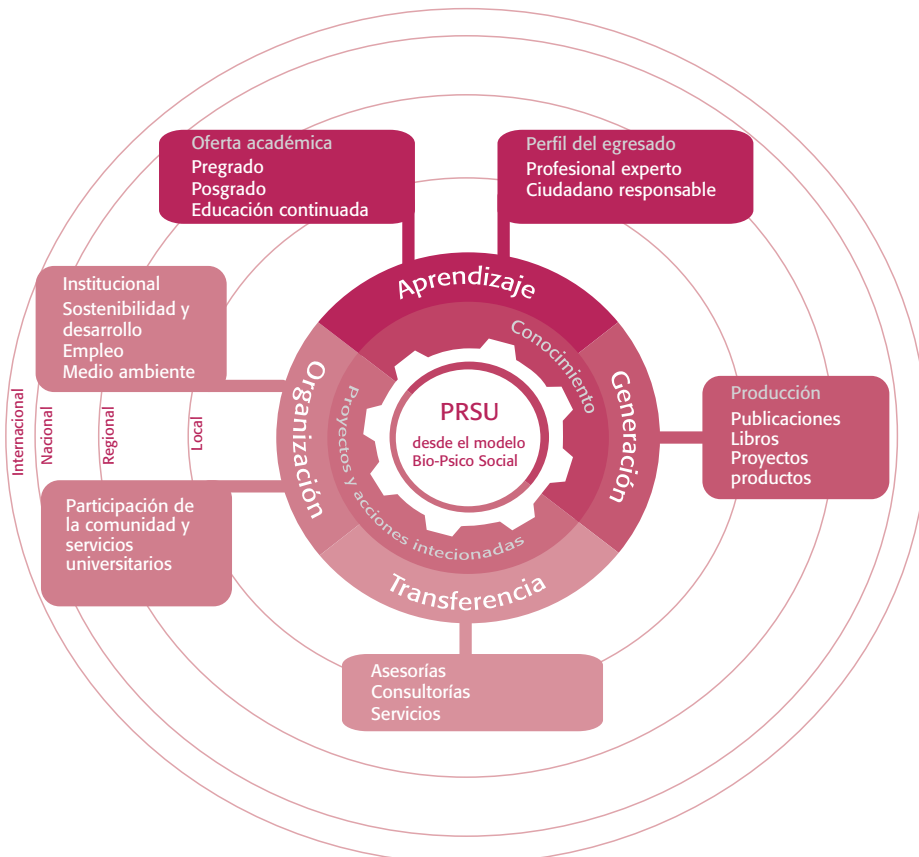 Oferta académica
Pregrado
Posgrado
Educación continuada
Perfil del egresado
Profesional experto
Ciudadano responsable
Institucional
Sostenibilidad y
desarrollo
Empleo
Medio ambiente
Aprendizaje
Conocimiento
Generación
Organización
Proyectos y acciones intecionadas
Transferencia
PRSU
desde el modelo
Bio-Psico Social
Internacional
Nacional
Regional
Local
Producción
Publicaciones
Libros
Proyectos
productos
Participación de
la comunidad y
servicios
universitarios
Asesorías
Consultorías
Servicios